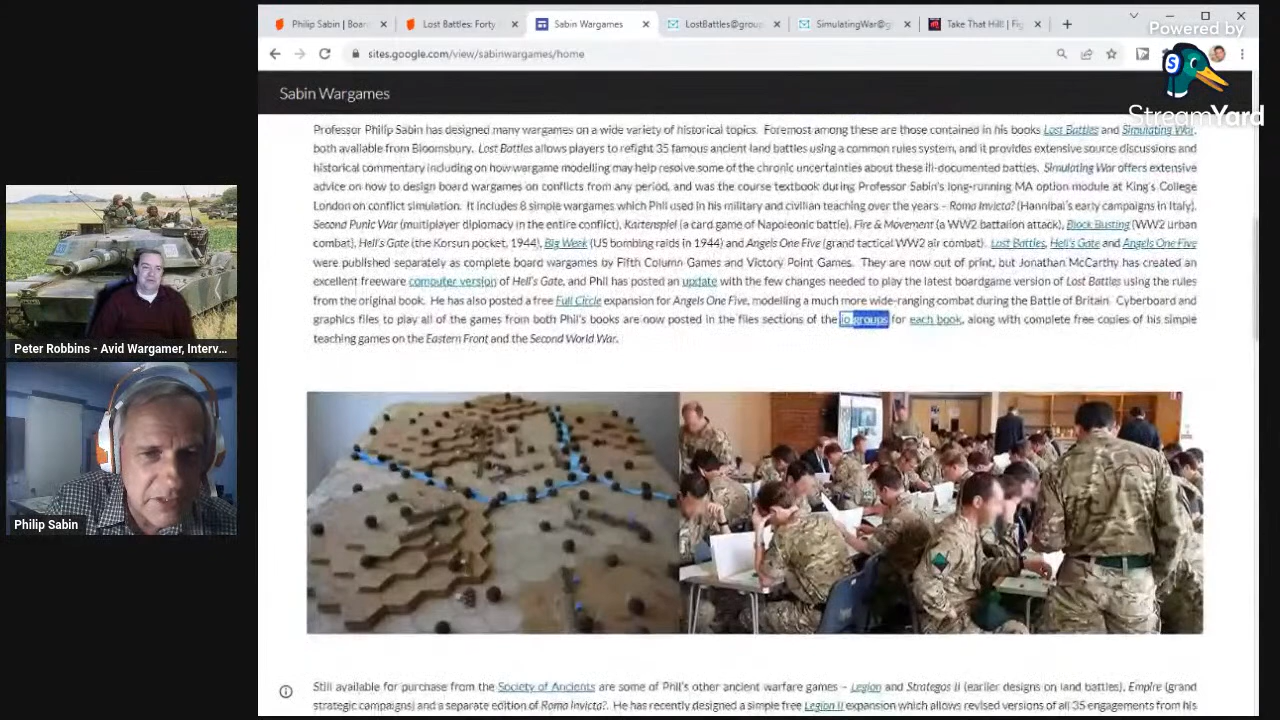 Philip Sabin | Boar
Lost Battles: Forty
Sabin Wargames
LostBattles@group
SimulatingWar@g
Take That Hill! | Fig
sites.google.com/view/sabinwargames/home
Powered by
StreamYard
Sabin Wargames
Professor Philip Sabin has designed many wargames on a wide variety of historical topics. Foremost among these are those contained in his books Lost Battles and Simulating War,
both available from Bloomsbury. Lost Battles allows players to refight 35 famous ancient land battles using a common rules system, and it provides extensive source discussions and
historical commentary including on how wargame modelling may help resolve some of the chronic uncertainties about these ill-documented battles. Simulating War offers extensive
advice on how to design board wargames on conflicts from any period, and was the course textbook during Professor Sabin's long-running MA option module at King's College
London on conflict simulation. It includes 8 simple wargames which Phil used in his military and civilian teaching over the years – Roma Invicta? (Hannibal's early campaigns in Italy),
Second Punic War (multiplayer diplomacy in the entire conflict), Kartenspiel (a card game of Napoleonic battle), Fire & Movement (a WW2 battalion attack), Block Busting (WW2 urban
combat), Hell's Gate (the Korsun pocket, 1944), Big Week (US bombing raids in 1944) and Angels One Five (grand tactical WW2 air combat). Lost Battles, Hell's Gate and Angels One Five
were published separately as complete board wargames by Fifth Column Games and Victory Point Games. They are now out of print, but Jonathan McCarthy has created an
excellent freeware computer version of Hell's Gate, and Phil has posted an update with the few changes needed to play the latest boardgame version of Lost Battles using the rules
from the original book. He has also posted a free Full Circle expansion for Angels One Five, modelling a much more wide-ranging combat during the Battle of Britain. Cyberboard and
graphics files to play all of the games from both Phil's books are now posted in the files sections of the io groups for each book, along with complete free copies of his simple
teaching games on the Eastern Front and the Second World War.
Peter Robbins - Avid Wargamer, Interv...
Philip Sabin
Still available for purchase from the Society of Ancients are some of Phil's other ancient warfare games – Legion and Strategos II (earlier designs on land battles), Empire (grand
strategic campaigns) and a separate edition of Roma Invicta?. He has recently designed a simple free Legion II expansion which allows revised versions of all 35 engagements from his